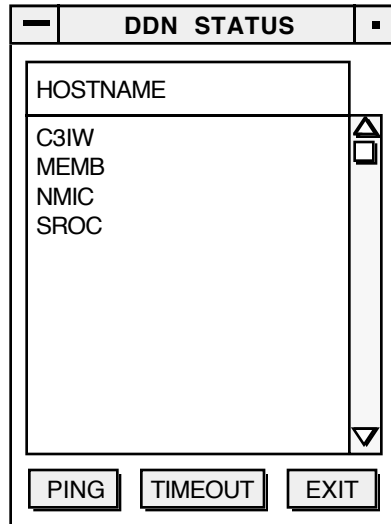 DDN STATUS
HOSTNAME
C3IW
MEMB
NMIC
SROC
PING TIMEOUT EXIT